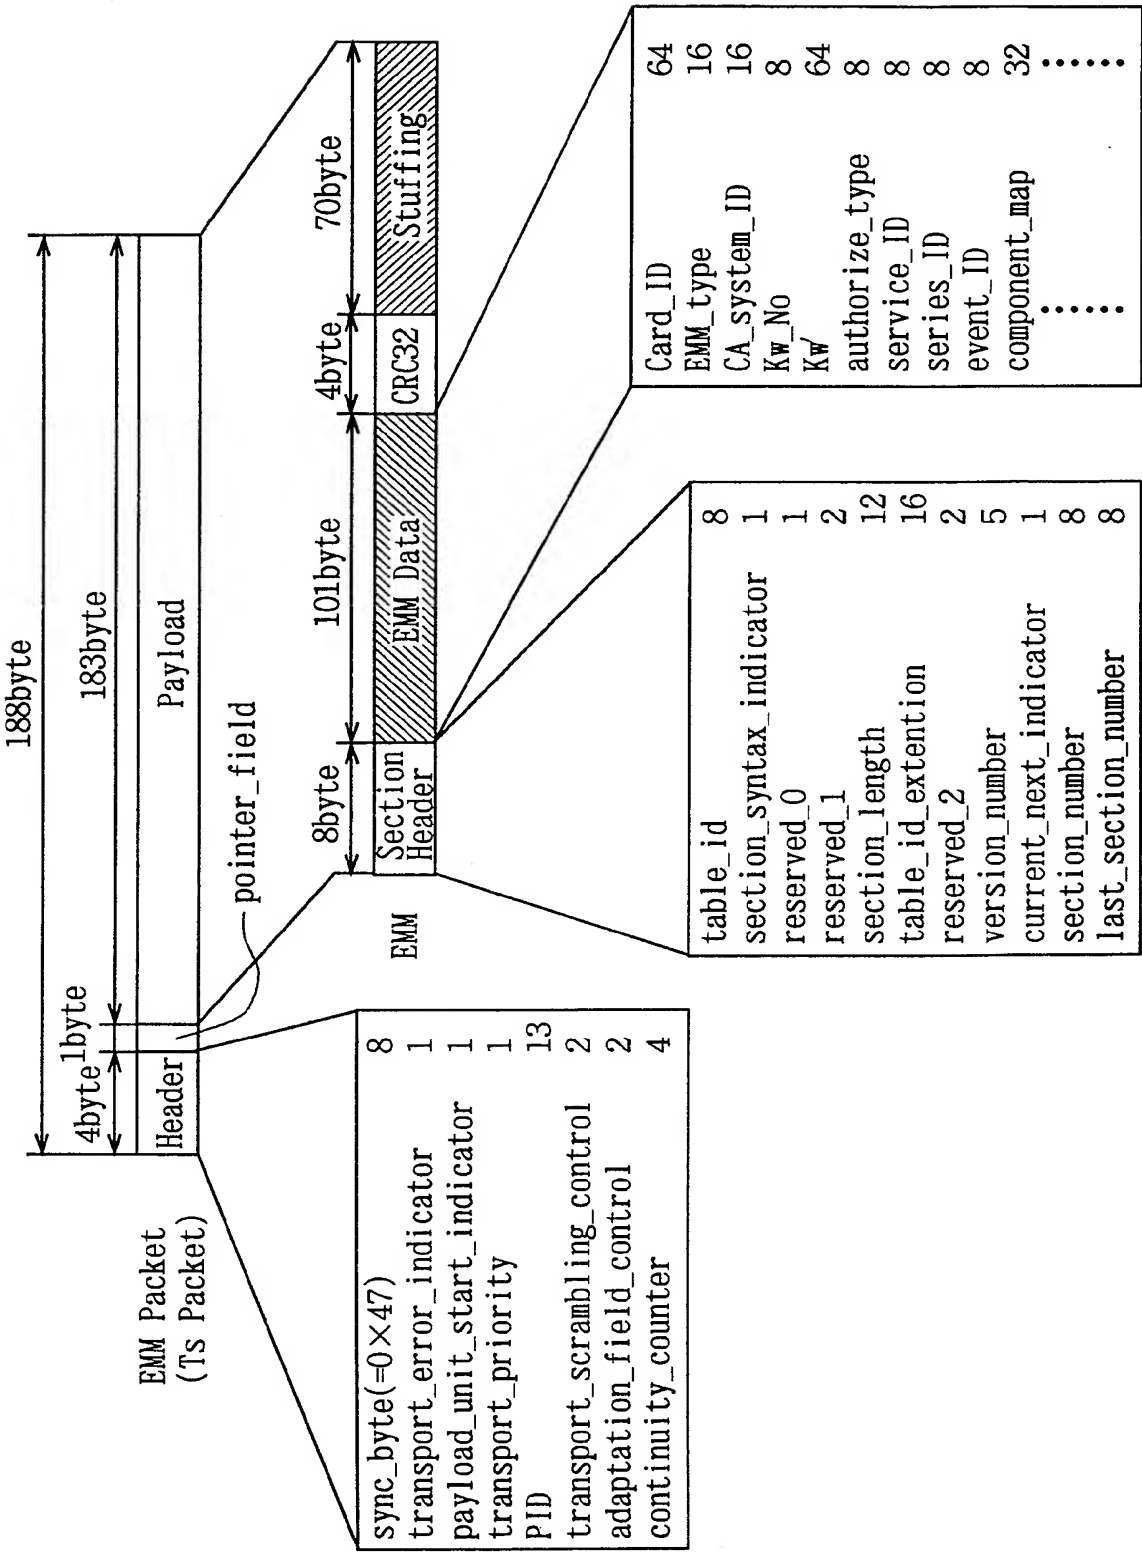 188byte
4byte 1byte 183byte
EMM Packet
(Ts Packet)
Header
Payload
pointer_field
sync_byte(=0×47) 8
transport_error_indicator 1
payload_unit_start_indicator 1
transport_priority 1
PID 13
transport_scrambling_control 2
adaptation_field_control 2
continuity_counter 4
EMM
8byte 101byte 4byte 70byte
Section
Header
EMM Data
CRC32
Stuffing
table_id 8
section_syntax_indicator 1
reserved_0 1
reserved_1 2
section_length 12
table_id_extention 16
reserved_2 2
version_number 5
current_next_indicator 1
section_number 8
last_section_number 8
Card_ID 64
EMM_type 16
CA_system_ID 16
Kw_No 8
Kw 64
authorize_type 8
service_ID 8
series_ID 8
event_ID 8
component_map 32
•••••• ••••••